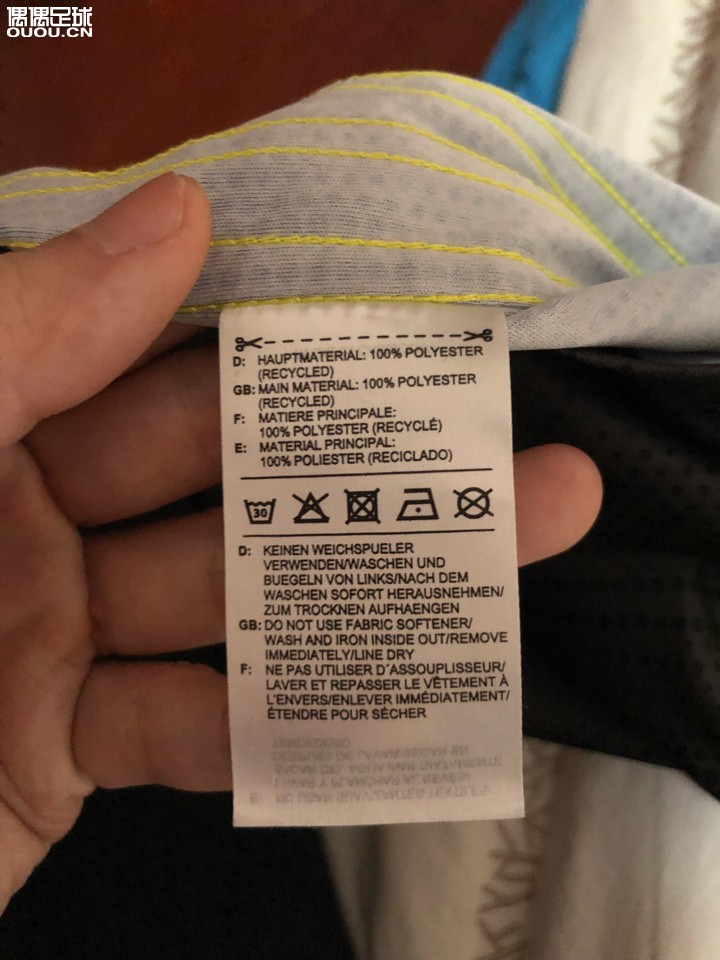 偶偶足球
OUOU.CN
D: HAUPTMATERIAL: 100% POLYESTER
(RECYCLED)
GB: MAIN MATERIAL: 100% POLYESTER
(RECYCLED)
F: MATIERE PRINCIPALE:
100% POLYESTER (RECYCLÉ)
E: MATERIAL PRINCIPAL:
100% POLIESTER (RECICLADO)
30
D: KEINEN WEICHSPUELER
VERWENDEN/WASCHEN UND
BUEGELN VON LINKS/NACH DEM
WASCHEN SOFORT HERAUSNEHMEN/
ZUM TROCKNEN AUFHAENGEN
GB: DO NOT USE FABRIC SOFTENER/
WASH AND IRON INSIDE OUT/REMOVE
IMMEDIATELY/LINE DRY
F: NE PAS UTILISER D´ASSOUPLISSEUR/
LAVER ET REPASSER LE VÊTEMENT À
L'ENVERS/ENLEVER IMMÉDIATEMENT/
ÉTENDRE POUR SÉCHER